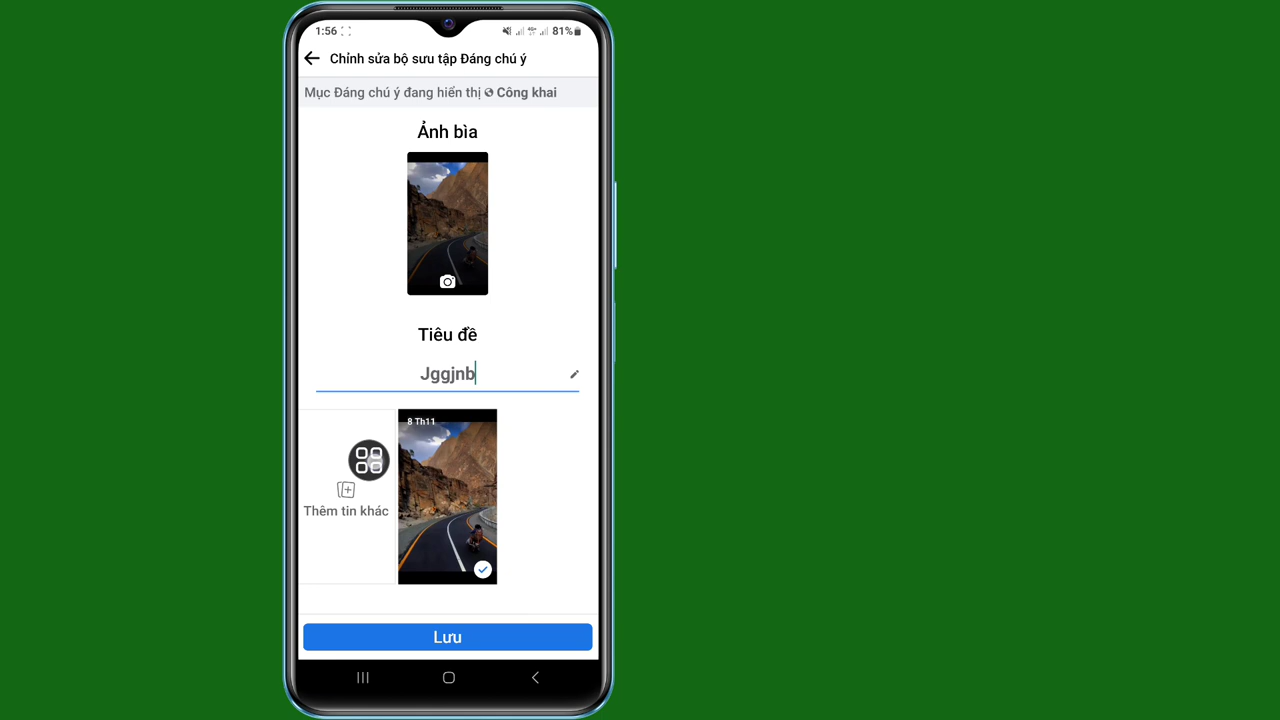 1:56
81%
Chỉnh sửa bộ sưu tập Đáng chú ý
Mục Đáng chú ý đang hiển thị Công khai
Ảnh bìa
Tiêu đề
Jggjnb
8 Th11
Thêm tin khác
Lưu